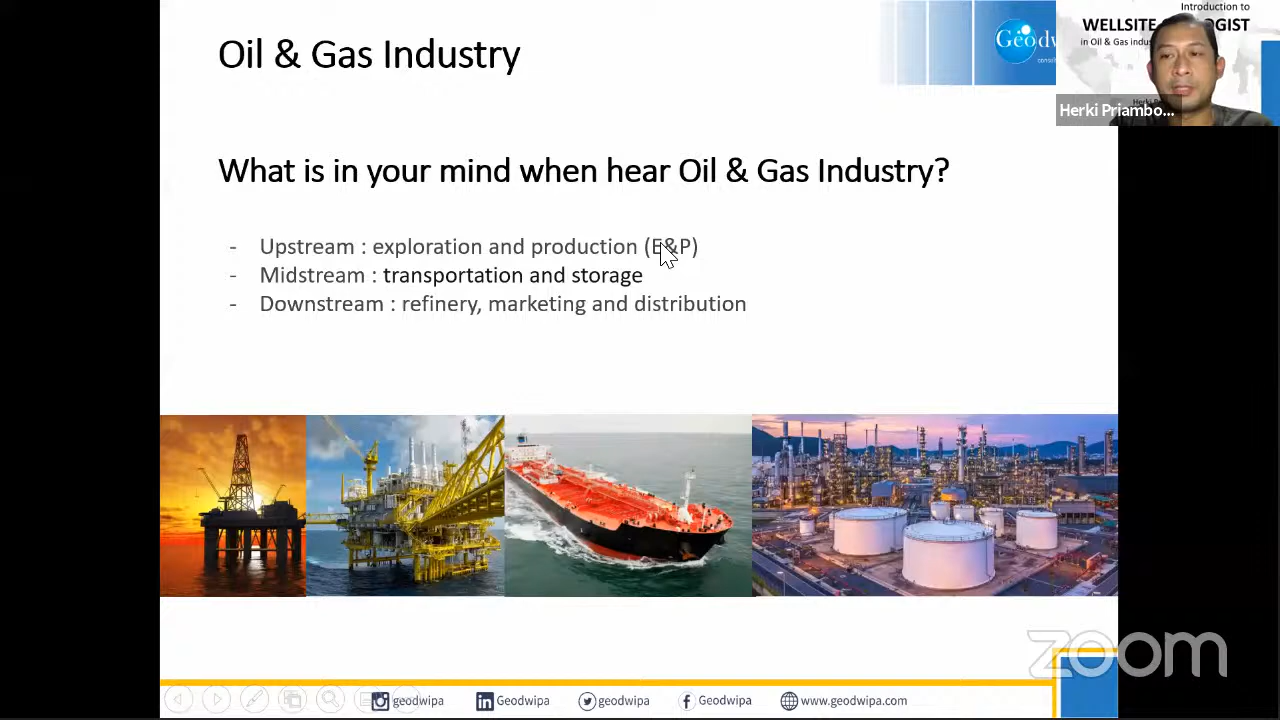 Oil & Gas Industry
Introduction to
WELLSITE
in Oil & Gas
Herki Priambo...
What is in your mind when hear Oil & Gas Industry?
- Upstream : exploration and production (E&P)
- Midstream : transportation and storage
- Downstream : refinery, marketing and distribution
zoom
geodwipa
Geodwipa
geodwipa
Geodwipa
www.geodwipa.com